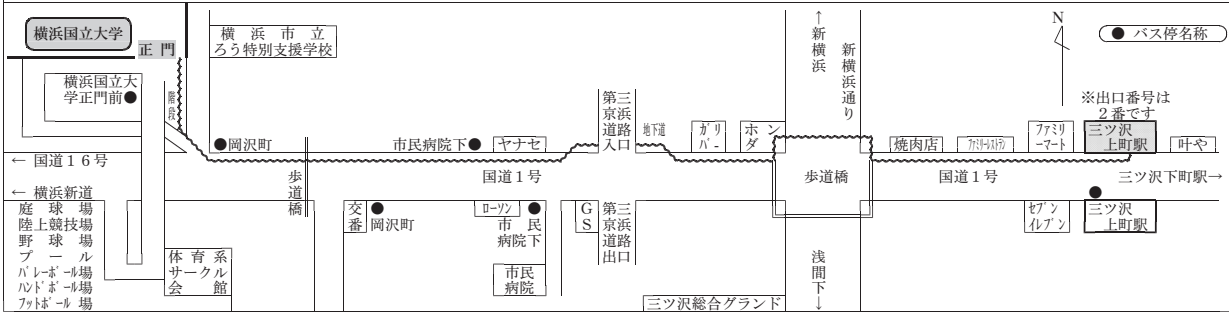 横浜国立大学
正門
横浜国立大
学正門前●
階段
横浜市立
ろう特別支援学校
第三
京浜
道路
入口
地下道
ガリ
バー
ホン
ダ
↑新横浜
新横浜通り
N
● バス停名称
※出口番号は
２番です
●岡沢町
市民病院下●
ヤナセ
焼肉店
ﾌｧﾐﾘｰﾚｽﾄﾗﾝ
ファミリ
ーマート
三ツ沢
上町駅
叶や
← 国道１６号
← 横浜新道
歩道橋
国道１号
歩道橋
国道１号
三ツ沢下町駅→
庭球場
陸上競技場
野球場
プール
バレーボール場
ハンドボール場
フットボール場
体育系
サークル
会館
交番
●
岡沢町
ローソン
●
市民
病院下
市民
病院
GS
第三
京浜
道路
出口
浅間下↓
三ツ沢総合グランド
セブン
イレブン
●
三ツ沢
上町駅